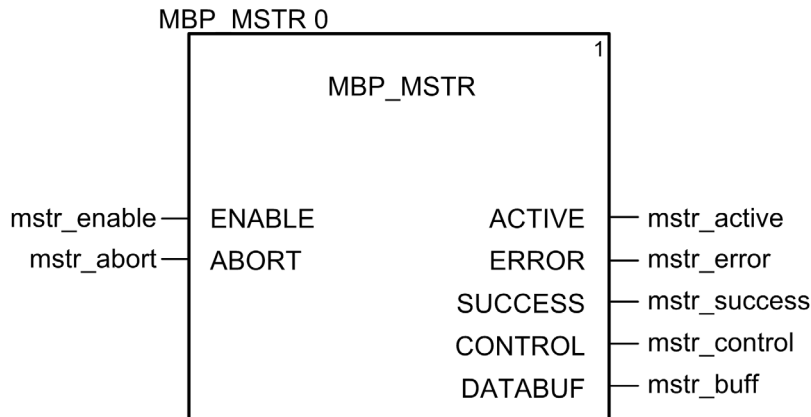 MBP_MSTR 0
1
MBP_MSTR
mstr_enable ENABLE ACTIVE mstr_active
mstr_abort ABORT ERROR mstr_error
SUCCESS mstr_success
CONTROL mstr_control
DATABUF mstr_buff